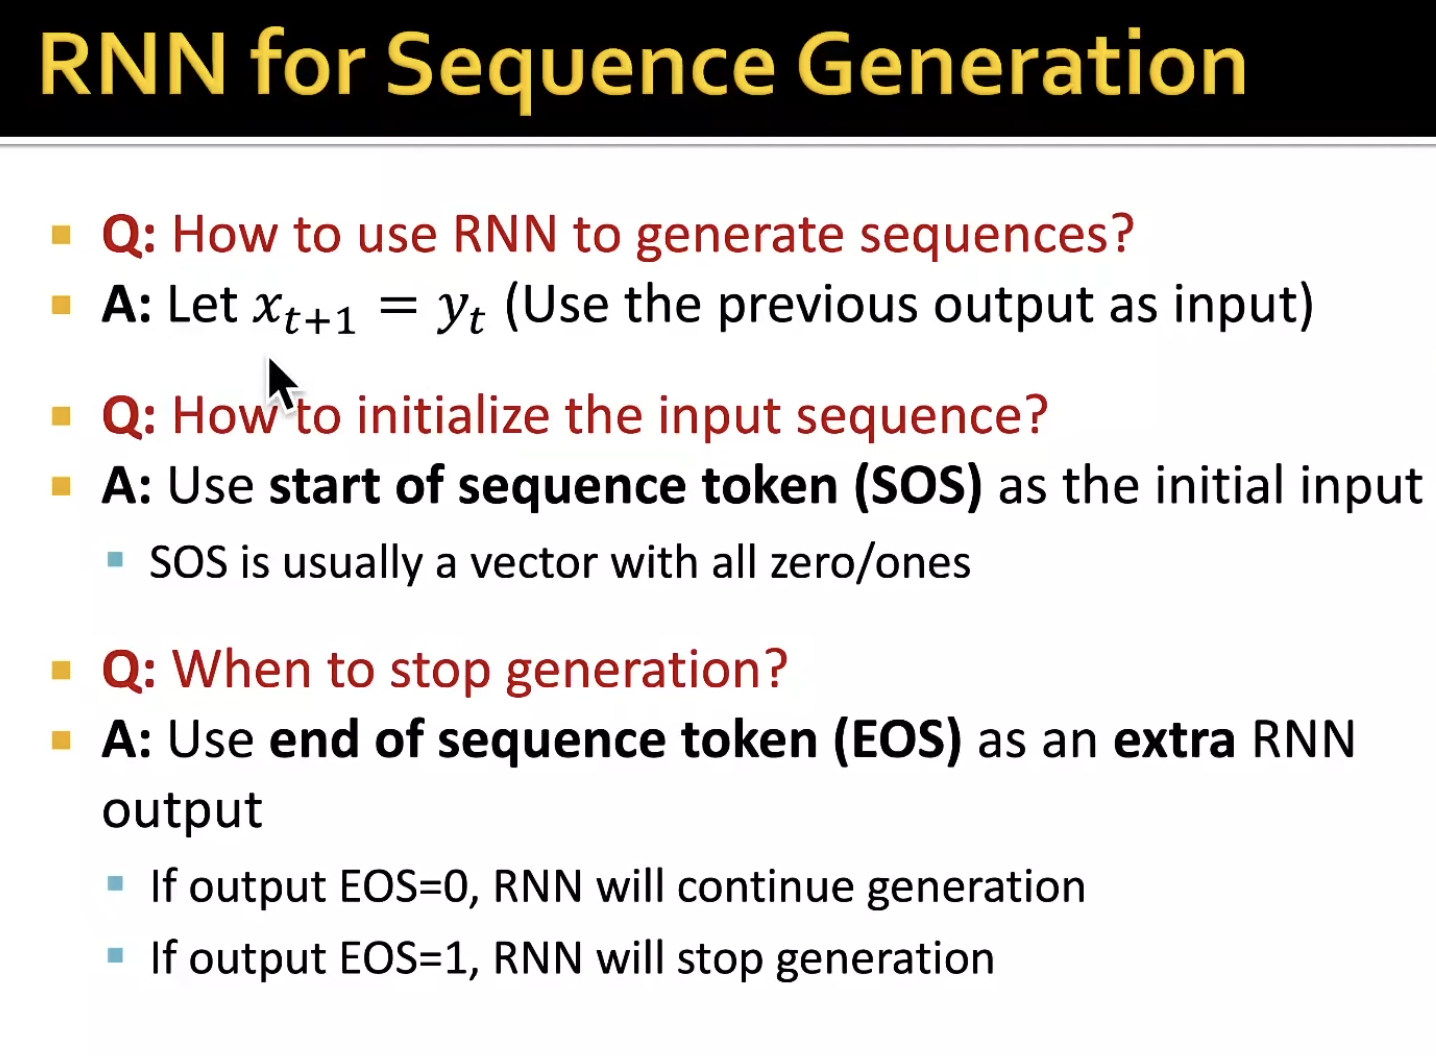 RNN for Sequence Generation
Q: How to use RNN to generate sequences?
A: Let x_{t+1} = y_t (Use the previous output as input)
Q: How to initialize the input sequence?
A: Use start of sequence token (SOS) as the initial input
SOS is usually a vector with all zero/ones
Q: When to stop generation?
A: Use end of sequence token (EOS) as an extra RNN
output
If output EOS=0, RNN will continue generation
If output EOS=1, RNN will stop generation